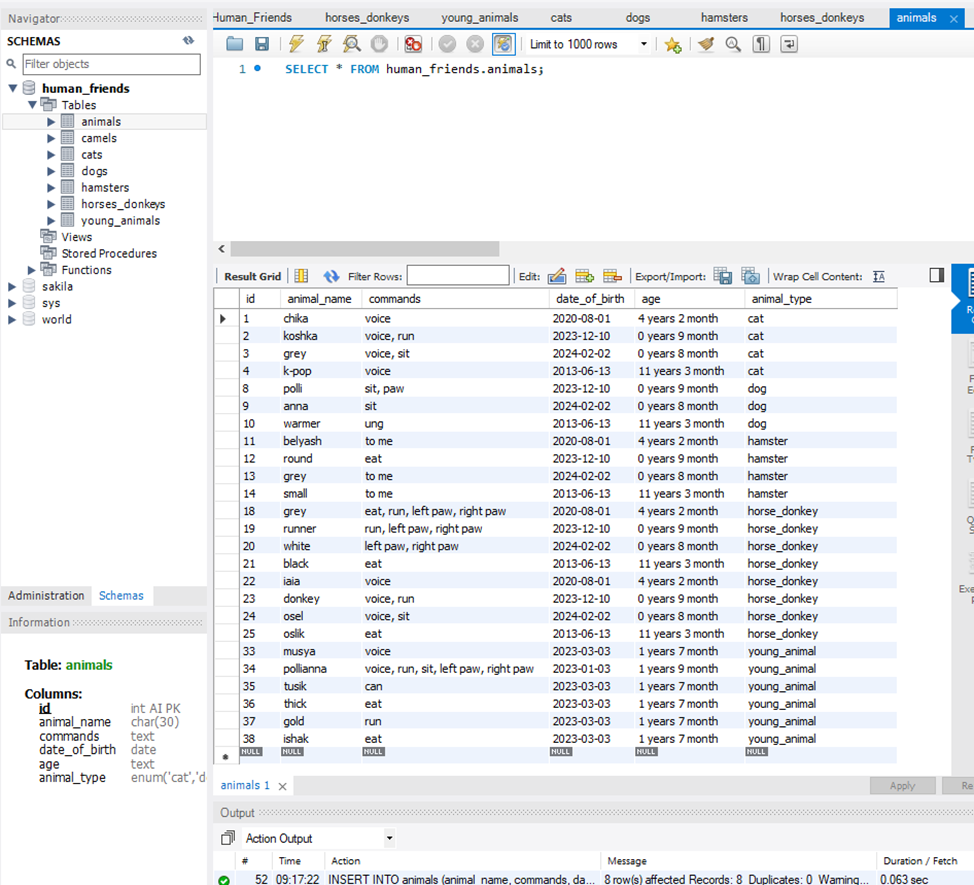 Navigator
SCHEMAS
Filter objects
human_friends
Tables
animals
camels
cats
dogs
hamsters
horses_donkeys
young_animals
Views
Stored Procedures
Functions
sakila
sys
world
Administration Schemas
Information
Table: animals
Columns:
id int AI PK
animal_name char(30)
commands text
date_of_birth date
age text
animal_type enum('cat','d
Human_Friends horses_donkeys young_animals cats dogs hamsters horses_donkeys animals
Limit to 1000 rows
1 SELECT * FROM human_friends.animals;
Result Grid Filter Rows: Edit: Export/Import: Wrap Cell Content:
id animal_name commands date_of_birth age animal_type
1 chika voice 2020-08-01 4 years 2 month cat
2 koshka voice, run 2023-12-10 0 years 9 month cat
3 grey voice, sit 2024-02-02 0 years 8 month cat
4 k-pop voice 2013-06-13 11 years 3 month cat
8 polli sit, paw 2023-12-10 0 years 9 month dog
9 anna sit 2024-02-02 0 years 8 month dog
10 warmer ung 2013-06-13 11 years 3 month dog
11 belyash to me 2020-08-01 4 years 2 month hamster
12 round eat 2023-12-10 0 years 9 month hamster
13 grey to me 2024-02-02 0 years 8 month hamster
14 small to me 2013-06-13 11 years 3 month hamster
18 grey eat, run, left paw, right paw 2020-08-01 4 years 2 month horse_donkey
19 runner run, left paw, right paw 2023-12-10 0 years 9 month horse_donkey
20 white left paw, right paw 2024-02-02 0 years 8 month horse_donkey
21 black eat 2013-06-13 11 years 3 month horse_donkey
22 iaia voice 2020-08-01 4 years 2 month horse_donkey
23 donkey voice, run 2023-12-10 0 years 9 month horse_donkey
24 osel voice, sit 2024-02-02 0 years 8 month horse_donkey
25 oslik eat 2013-06-13 11 years 3 month horse_donkey
33 musya voice 2023-03-03 1 years 7 month young_animal
34 pollianna voice, run, sit, left paw, right paw 2023-01-03 1 years 9 month young_animal
35 tusik can 2023-03-03 1 years 7 month young_animal
36 thick eat 2023-03-03 1 years 7 month young_animal
37 gold run 2023-03-03 1 years 7 month young_animal
38 ishak eat 2023-03-03 1 years 7 month young_animal
NULL NULL NULL NULL NULL NULL
animals 1
Apply
Output
Action Output
# Time Action Message Duration / Fetch
52 09:17:22 INSERT INTO animals (animal_name, commands, da... 8 row(s) affected Records: 8 Duplicates: 0 Warning... 0.063 sec